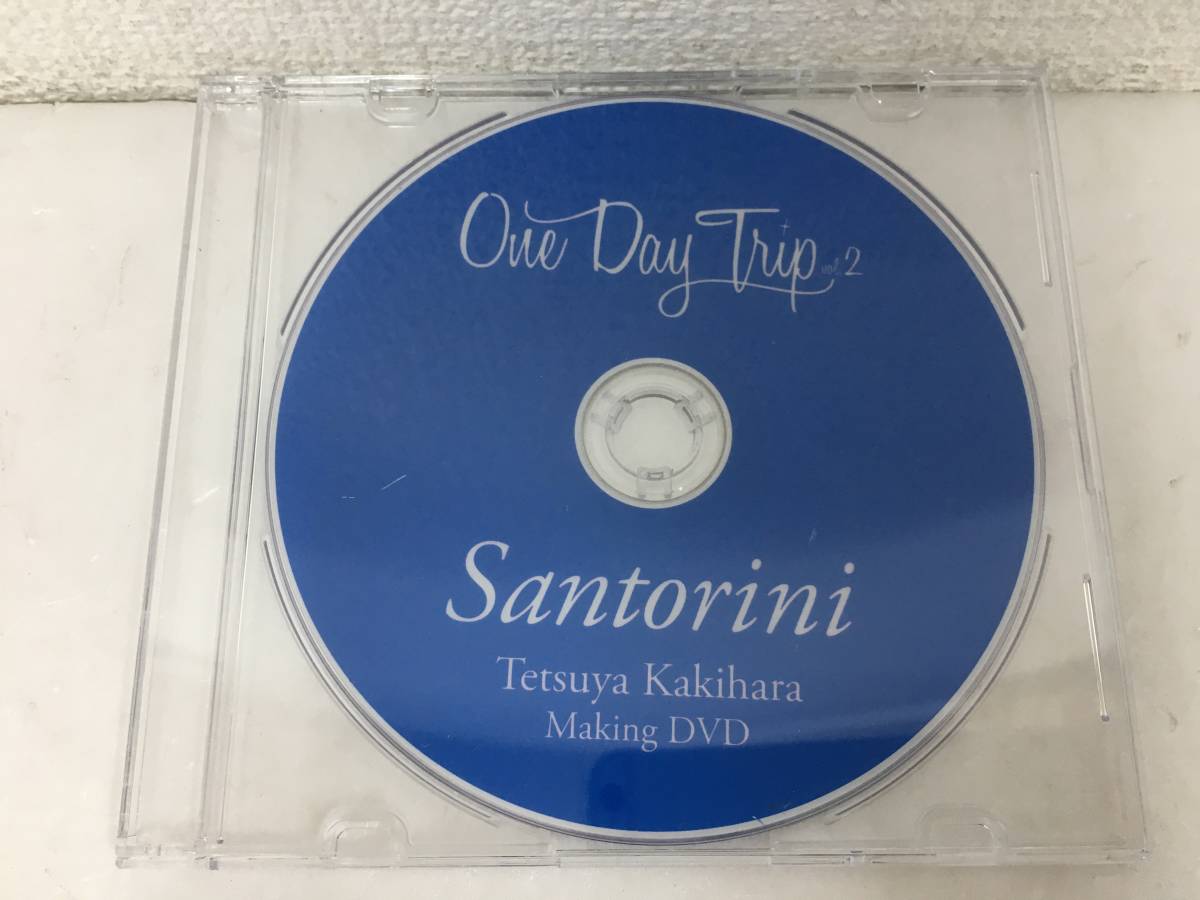 One Day Trip vol.2
Santorini
Tetsuya Kakihara
Making DVD